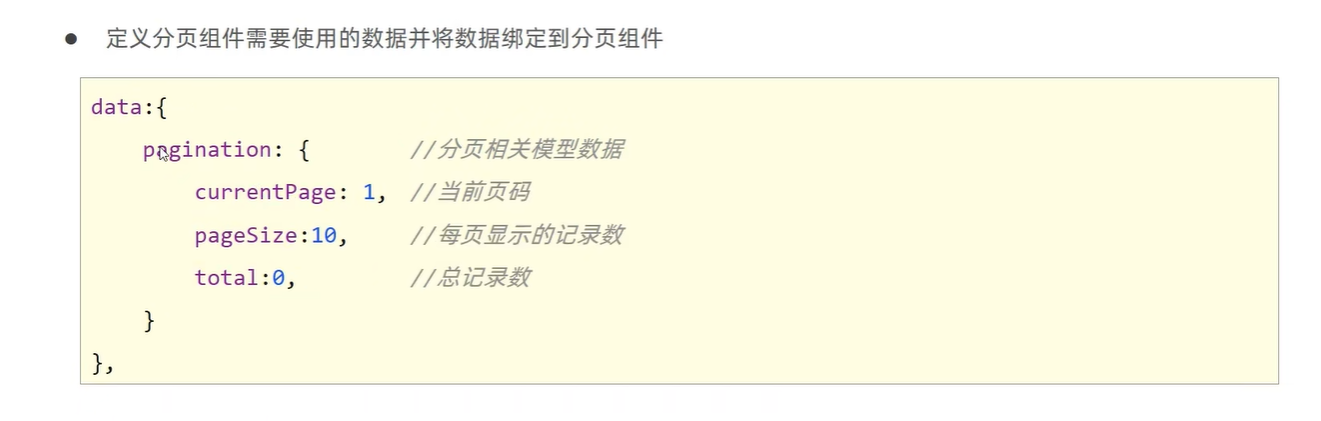 ● 定义分页组件需要使用的数据并将数据绑定到分页组件
data:{
pagination: { //分页相关模型数据
currentPage: 1, //当前页码
pageSize:10, //每页显示的记录数
total:0, //总记录数
}
},